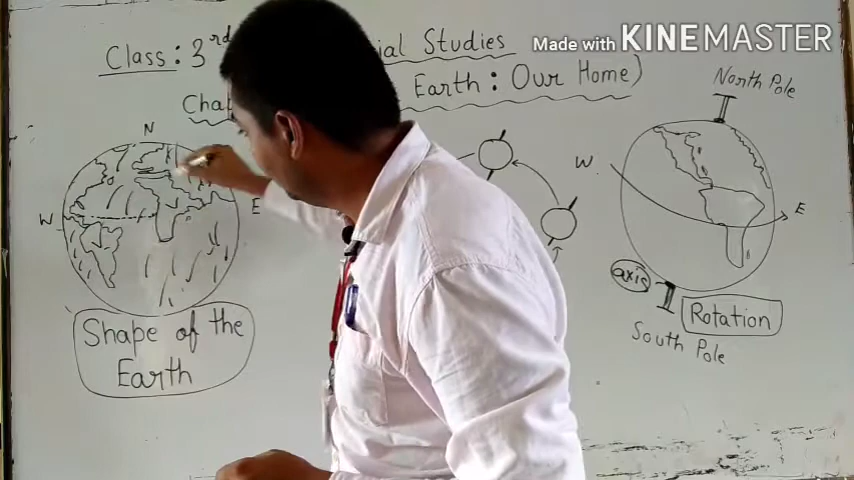 Class: 3rd ial Studies
Made with KINEMASTER
Chap Earth: Our Home)
North Pole
N
W
E
W
E
axis
Shape of the
Earth
Rotation
South Pole